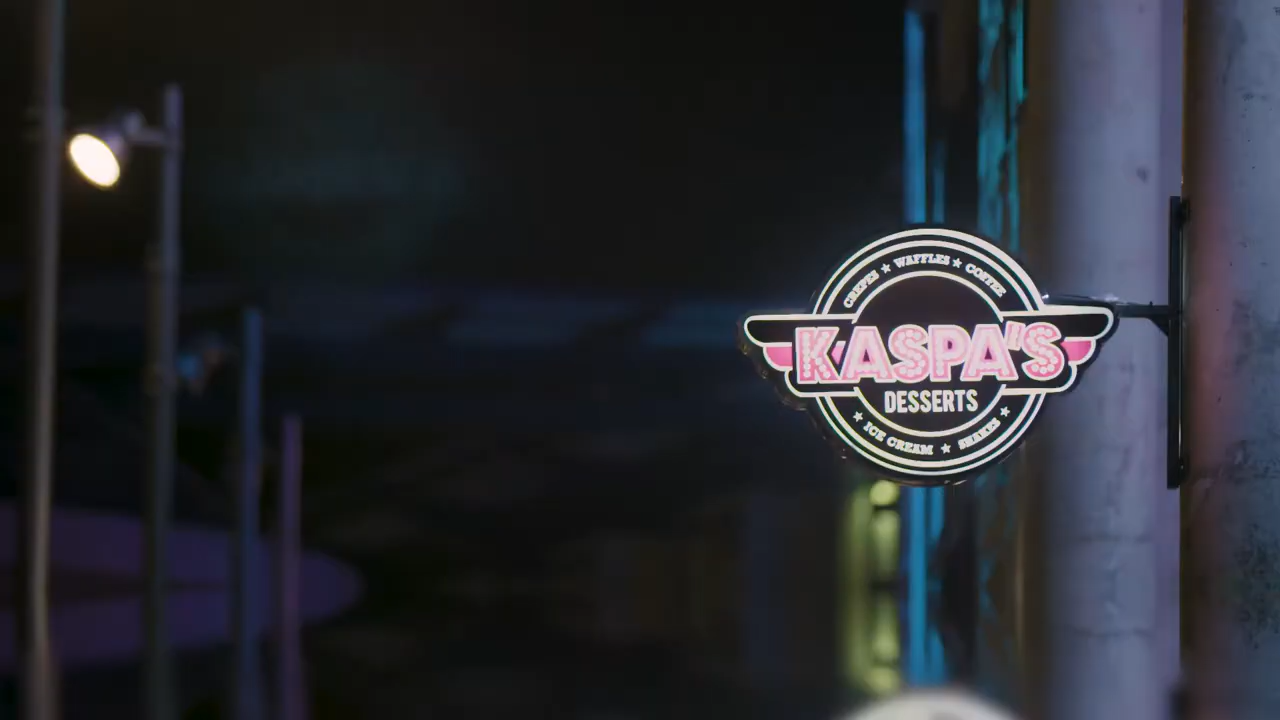 CREPES ★ WAFFLES ★ COFFEE
KASPA'S
DESSERTS
★ ICE CREAM ★ SHAKES ★